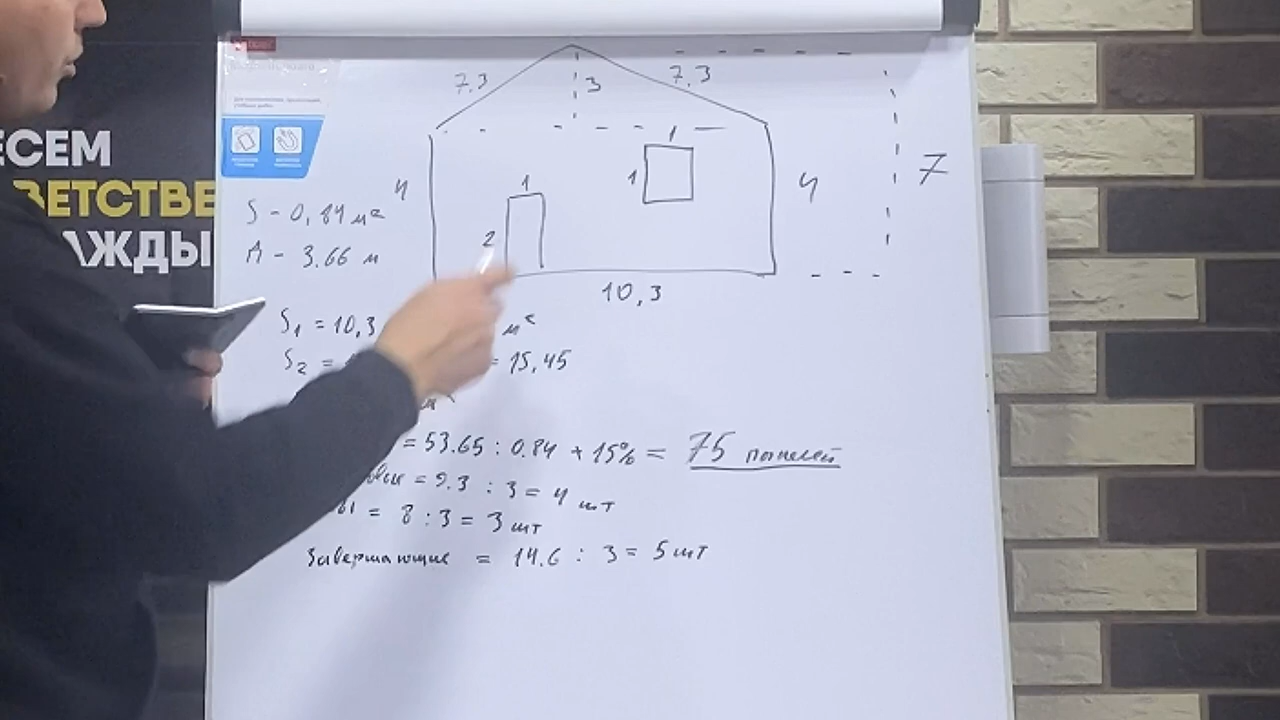 ЕСЕМ
ВЕТСТВЕ
АЖДЫ
7,3
3
7,3
4
1
2
1
1
4
7
10,3
S - 0,84 м²
Д - 3.66 м
S₁ = 10,3
м²
S₂ =
= 15,45
= 53.65 : 0.84 + 15% = 75 панелей
= 9.3 : 3 = 4 шт
= 8 : 3 = 3 шт
Завершающие = 14.6 : 3 = 5 шт